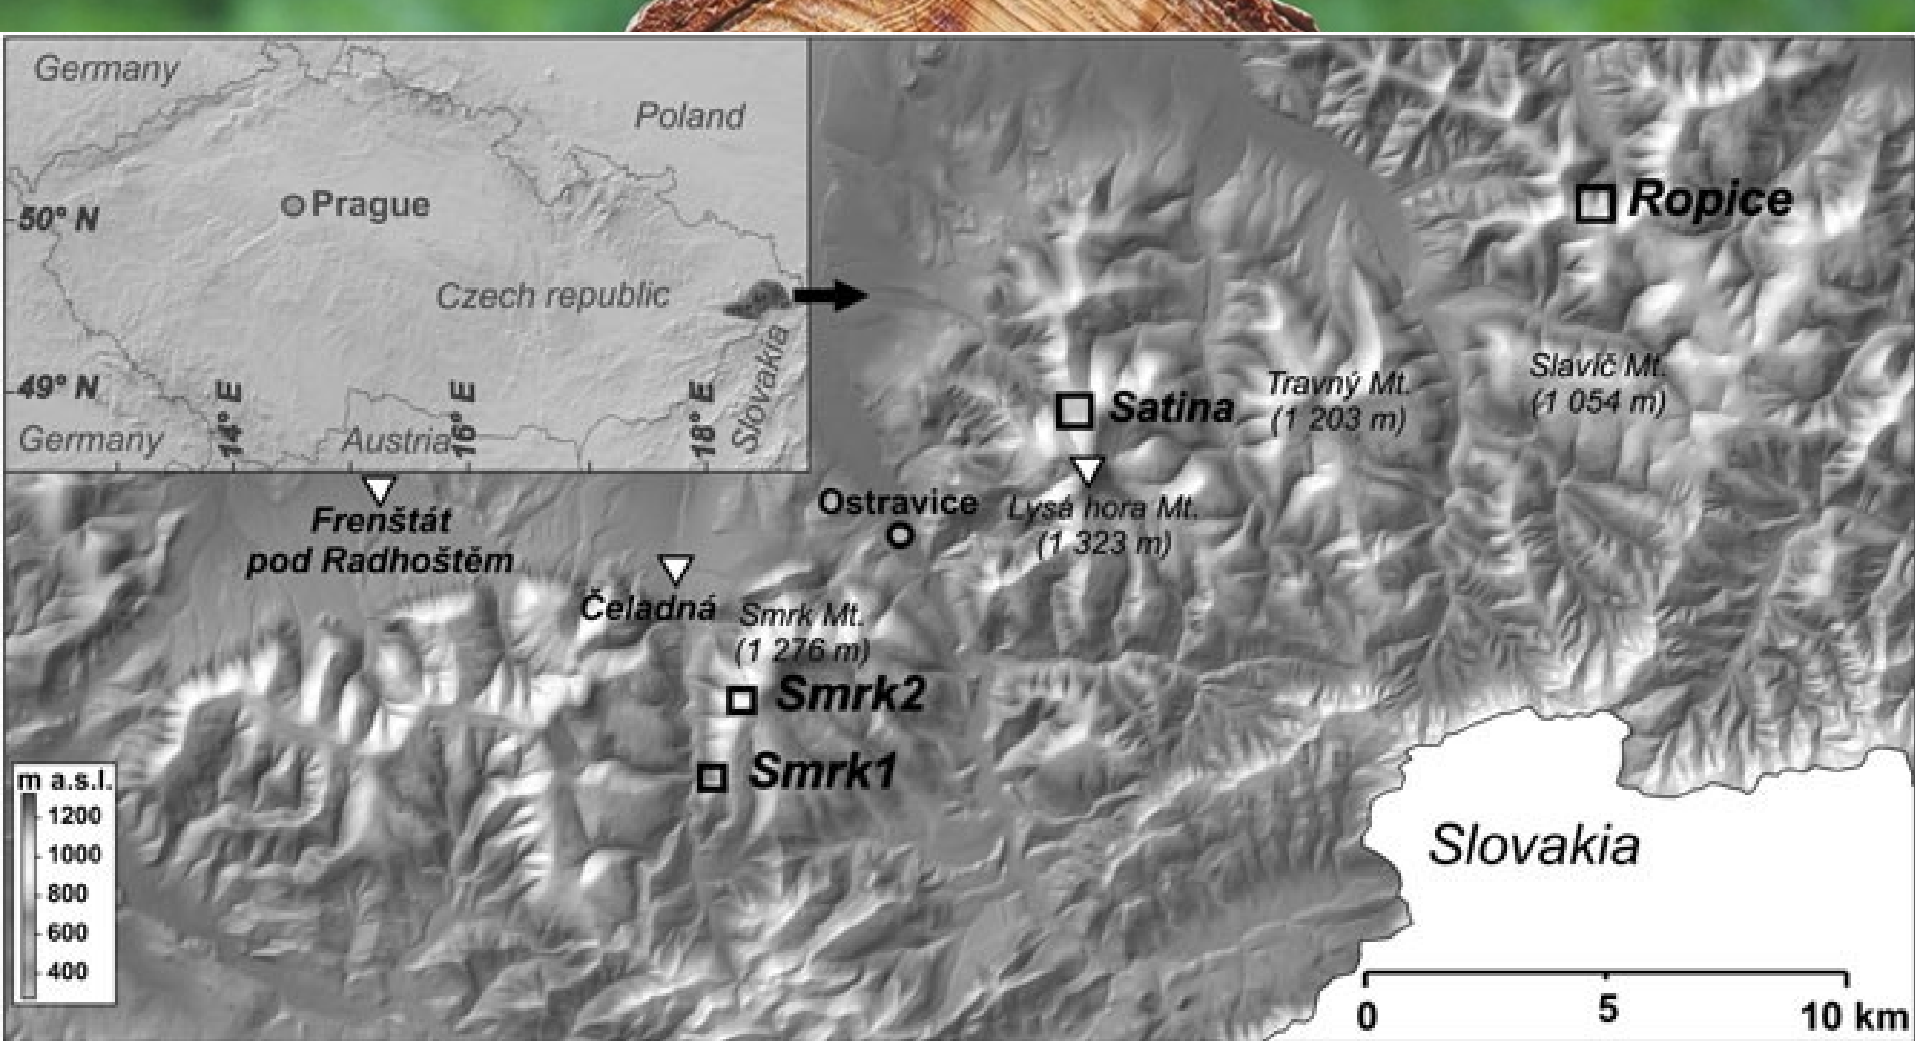 Germany
Poland
Prague
50° N
Czech republic
49° N
14° E
16° E
18° E
Slovakia
Germany
Austria
Ropice
Slavič Mt.
(1 054 m)
Travný Mt.
(1 203 m)
Satina
Lysá hora Mt.
(1 323 m)
Ostravice
Frenštát
pod Radhoštěm
Čeladná
Smrk Mt.
(1 276 m)
Smrk2
Smrk1
m a.s.l.
1200
1000
800
600
400
Slovakia
0 5 10 km